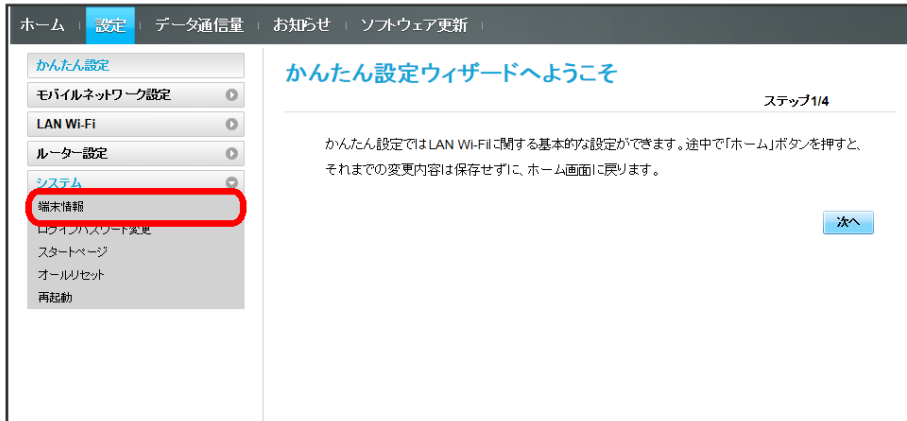 ホーム 設定 データ通信量 お知らせ ソフトウェア更新
かんたん設定
モバイルネットワーク設定
LAN Wi-Fi
ルーター設定
システム
端末情報
ログインパスワード変更
スタートページ
オールリセット
再起動
かんたん設定ウィザードへようこそ
ステップ1/4
かんたん設定ではLAN Wi-Fiに関する基本的な設定ができます。途中で「ホーム」ボタンを押すと、
それまでの変更内容は保存せずに、ホーム画面に戻ります。
次へ